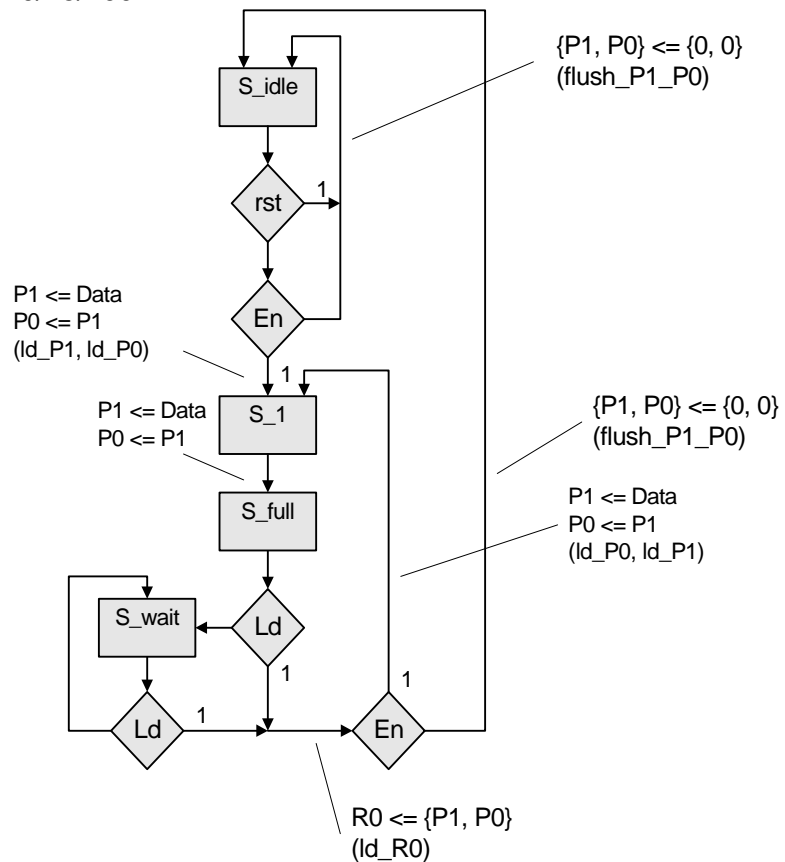 {P1, P0} <= {0, 0}
(flush_P1_P0)
S_idle
rst
1
En
P1 <= Data
P0 <= P1
(ld_P1, ld_P0)
1
S_1
P1 <= Data
P0 <= P1
{P1, P0} <= {0, 0}
(flush_P1_P0)
S_full
P1 <= Data
P0 <= P1
(ld_P0, ld_P1)
S_wait
Ld
1
1
Ld
1
En
R0 <= {P1, P0}
(ld_R0)